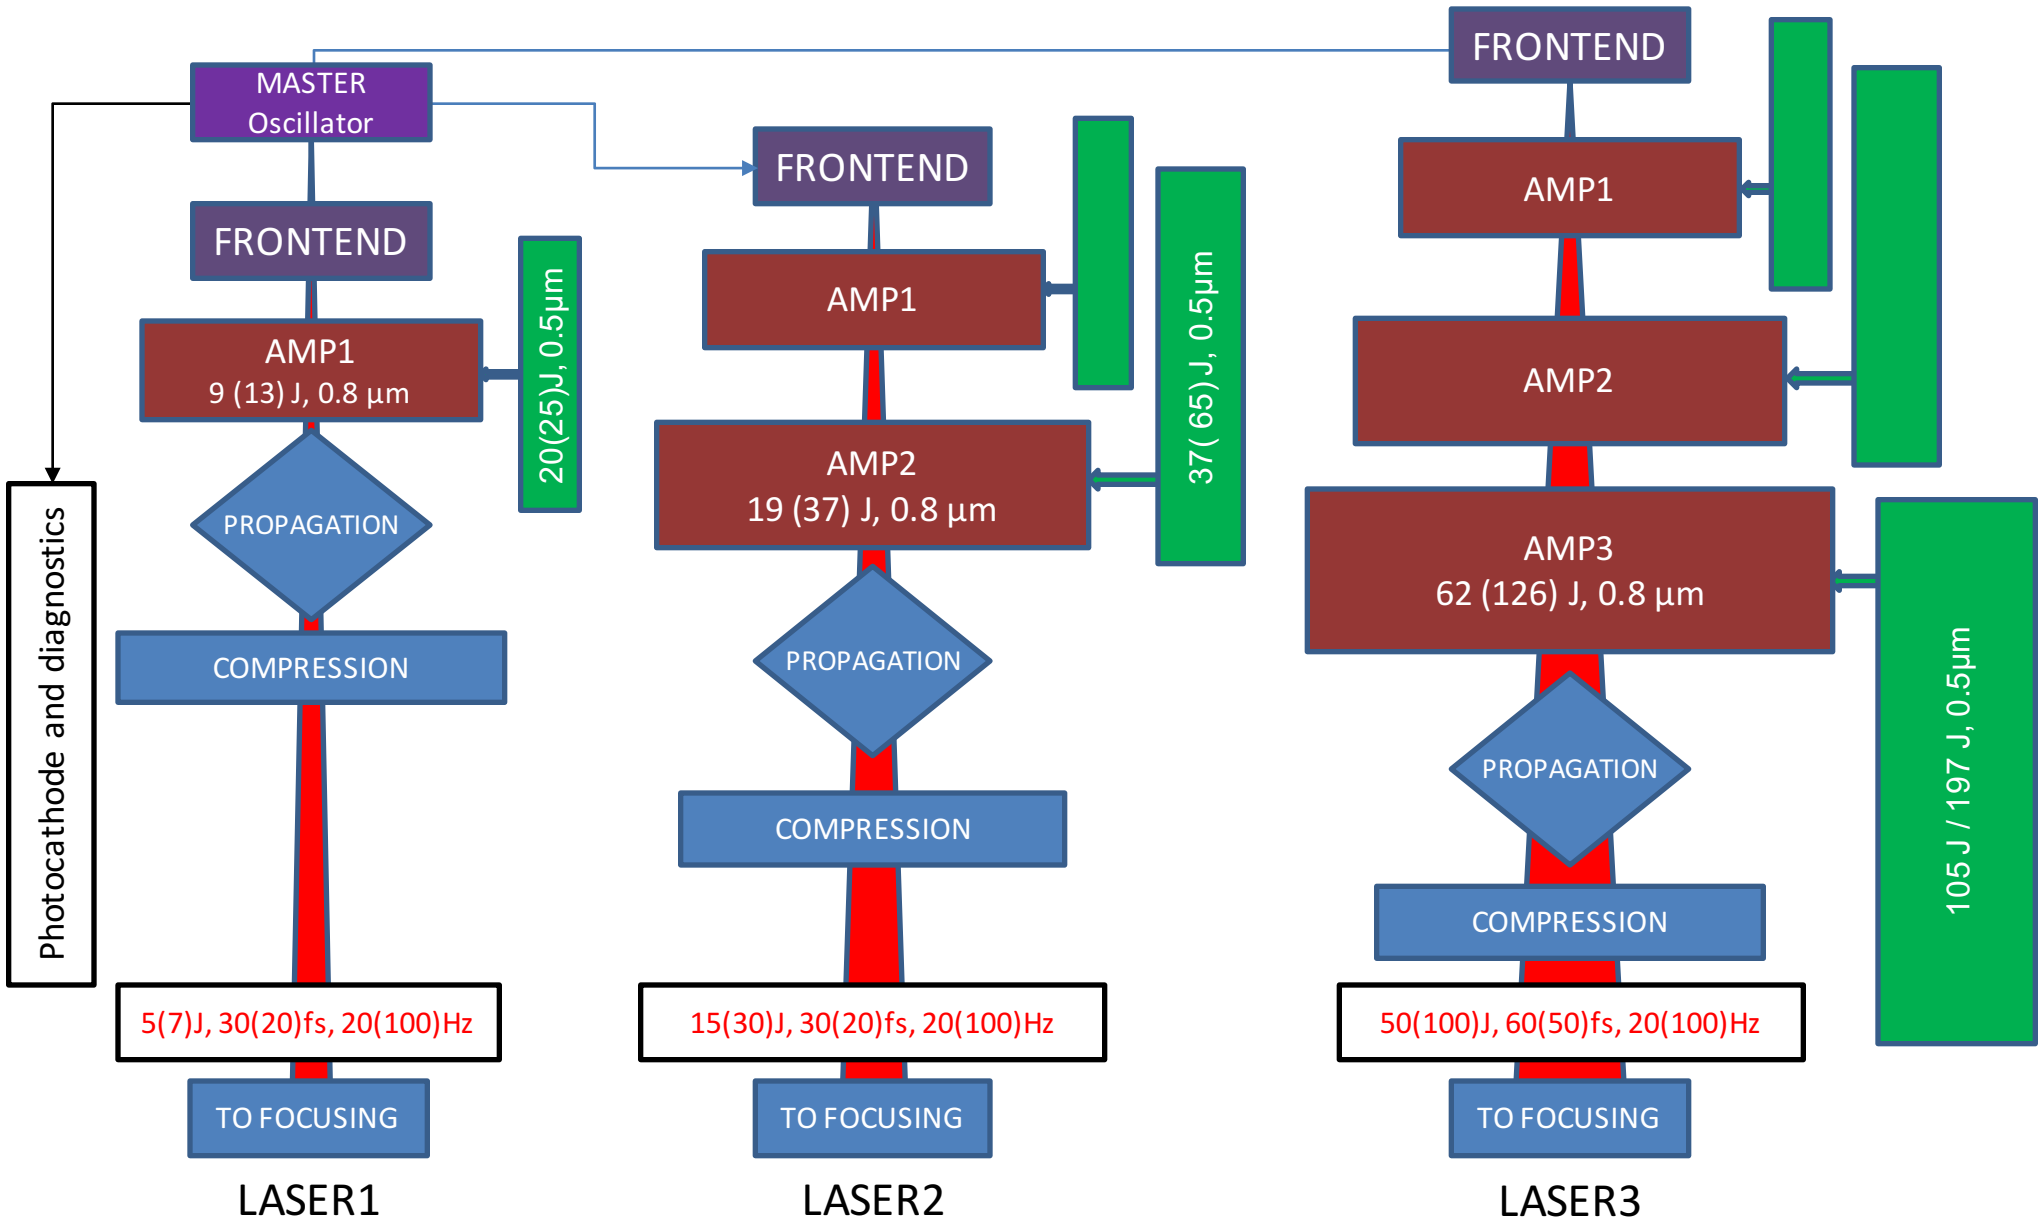 MASTER
Oscillator
FRONTEND
AMP1
9 (13) J, 0.8 µm
20(25)J, 0.5µm
PROPAGATION
COMPRESSION
Photocathode and diagnostics
5(7)J, 30(20)fs, 20(100)Hz
TO FOCUSING
LASER1
FRONTEND
AMP1
37( 65)J, 0.5µm
AMP2
19 (37) J, 0.8 µm
PROPAGATION
COMPRESSION
15(30)J, 30(20)fs, 20(100)Hz
TO FOCUSING
LASER2
FRONTEND
AMP1
AMP2
AMP3
62 (126) J, 0.8 µm
105 J / 197 J, 0.5µm
PROPAGATION
COMPRESSION
50(100)J, 60(50)fs, 20(100)Hz
TO FOCUSING
LASER3